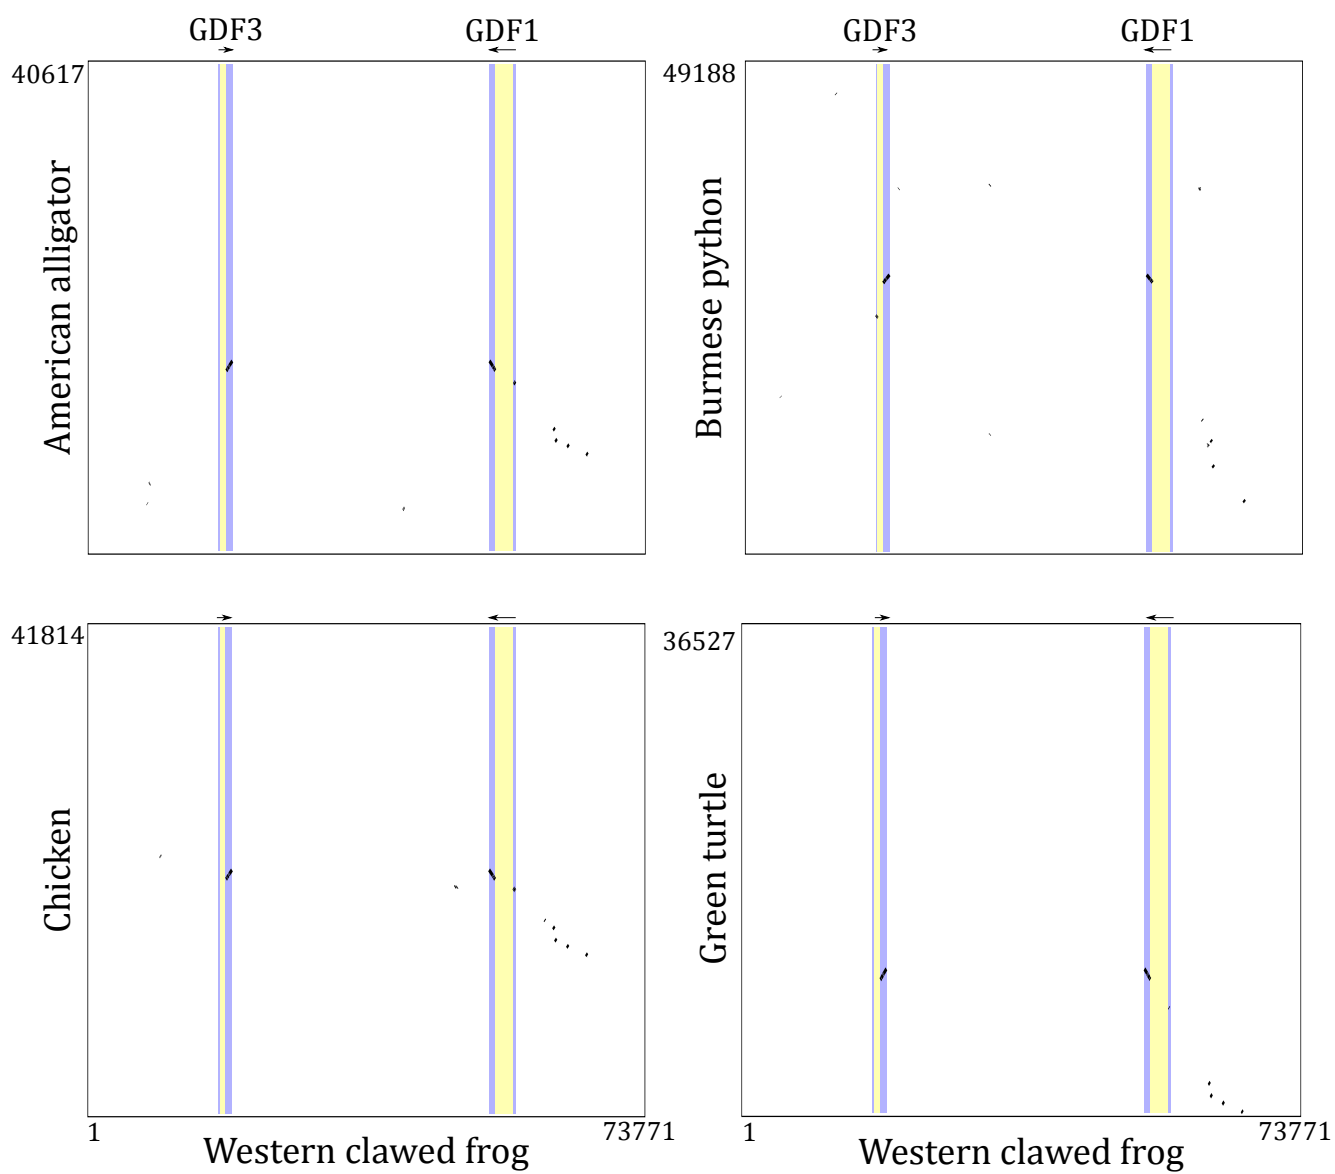 GDF3 GDF1
GDF3 GDF1
40617
49188
American alligator
Burmese python
41814
36527
Chicken
Green turtle
1 73771
Western clawed frog
1 73771
Western clawed frog